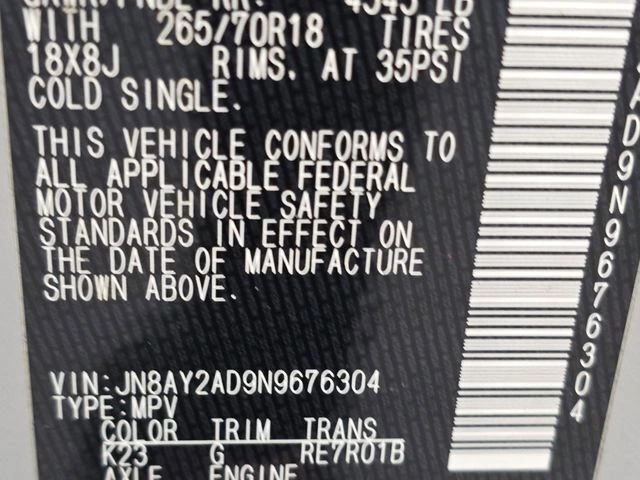 WITH 265/70R18 TIRES
18X8J RIMS. AT 35PSI
COLD SINGLE.
THIS VEHICLE CONFORMS TO
ALL APPLICABLE FEDERAL
MOTOR VEHICLE SAFETY
STANDARDS IN EFFECT ON
THE DATE OF MANUFACTURE
SHOWN ABOVE.
VIN:JN8AY2AD9N9676304
TYPE:MPV
COLOR TRIM TRANS
K23 G RE7R01B
AXLE ENGINE
AD9N9676304